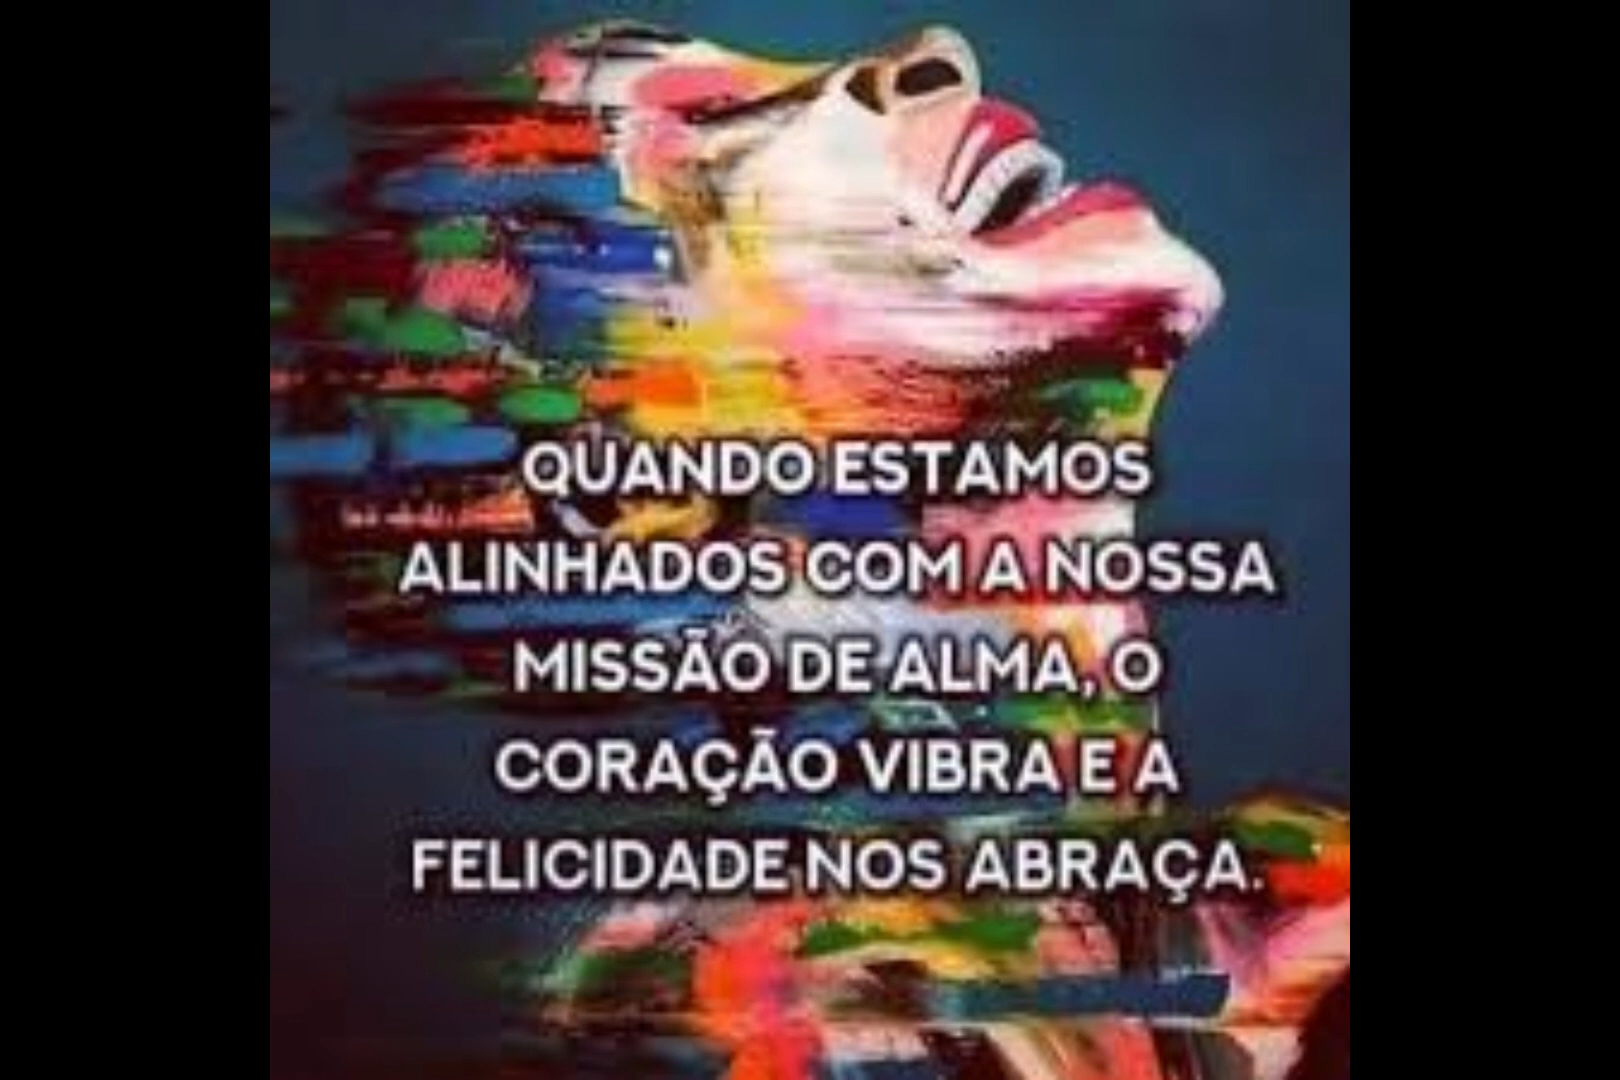 QUANDO ESTAMOS
ALINHADOS COM A NOSSA
MISSÃO DE ALMA, O
CORAÇÃO VIBRA E A
FELICIDADE NOS ABRAÇA.